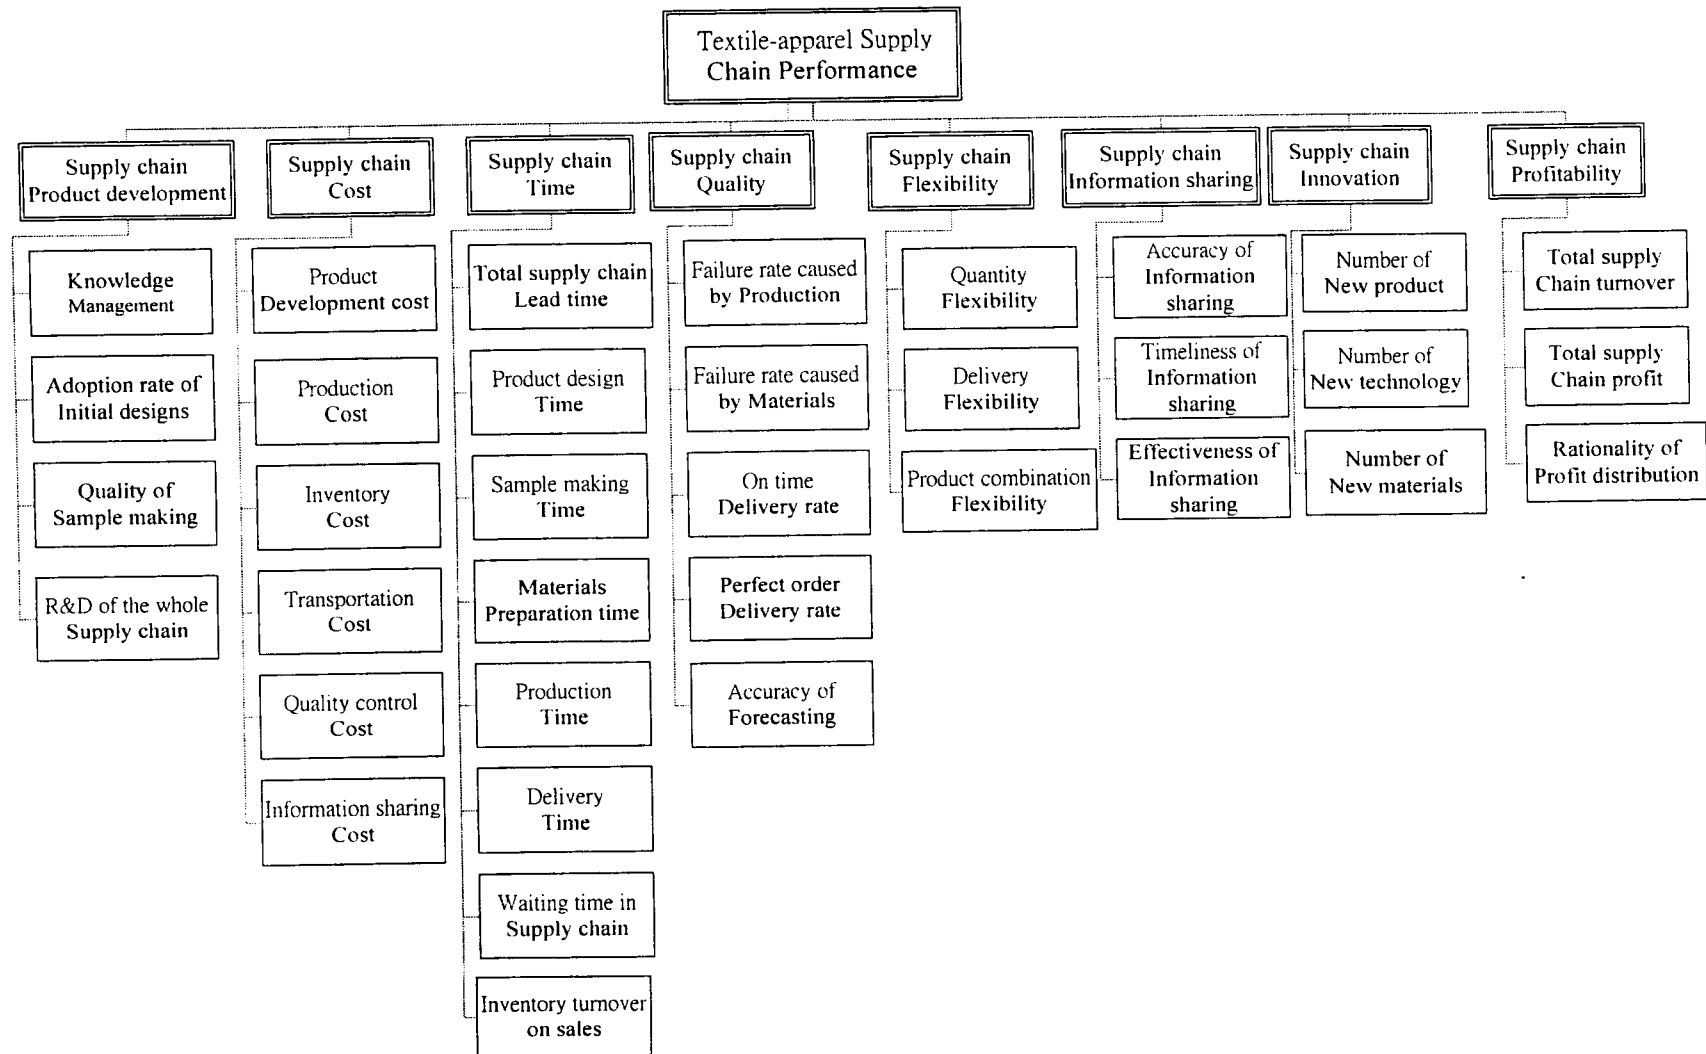 Textile-apparel Supply
Chain Performance
Supply chain
Product development
Supply chain
Cost
Supply chain
Time
Supply chain
Quality
Supply chain
Flexibility
Supply chain
Information sharing
Supply chain
Innovation
Supply chain
Profitability
Knowledge
Management
Adoption rate of
Initial designs
Quality of
Sample making
R&D of the whole
Supply chain
Product
Development cost
Production
Cost
Inventory
Cost
Transportation
Cost
Quality control
Cost
Information sharing
Cost
Total supply chain
Lead time
Product design
Time
Sample making
Time
Materials
Preparation time
Production
Time
Delivery
Time
Waiting time in
Supply chain
Inventory turnover
on sales
Failure rate caused
by Production
Failure rate caused
by Materials
On time
Delivery rate
Perfect order
Delivery rate
Accuracy of
Forecasting
Quantity
Flexibility
Delivery
Flexibility
Product combination
Flexibility
Accuracy of
Information
sharing
Timeliness of
Information
sharing
Effectiveness of
Information
sharing
Number of
New product
Number of
New technology
Number of
New materials
Total supply
Chain turnover
Total supply
Chain profit
Rationality of
Profit distribution